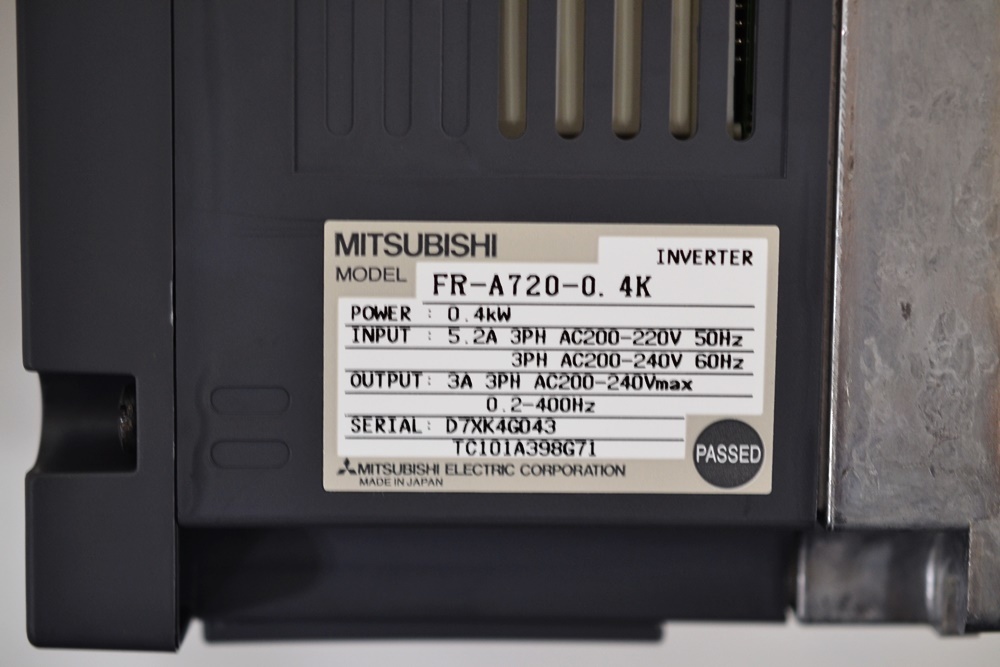 MITSUBISHI
INVERTER
MODEL FR-A720-0.4K
POWER : 0.4kW
INPUT : 5.2A 3PH AC200-220V 50Hz
3PH AC200-240V 60Hz
OUTPUT: 3A 3PH AC200-240Vmax
0.2-400Hz
SERIAL: D7XK4G043
TC101A398G71
PASSED
MITSUBISHI ELECTRIC CORPORATION
MADE IN JAPAN